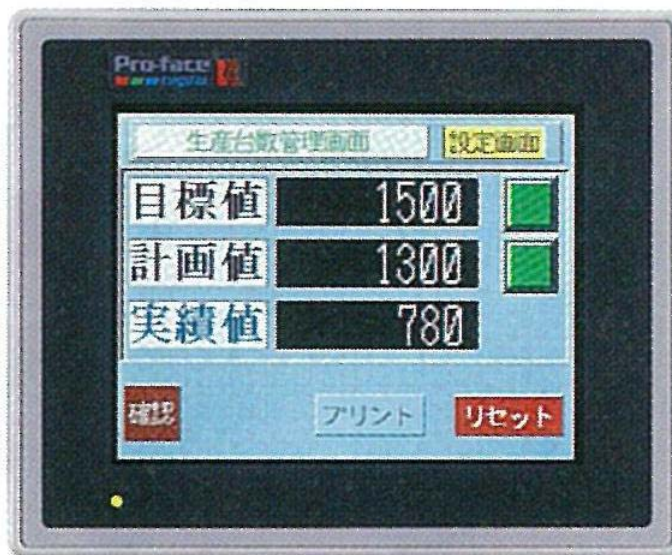 Pro-face
生産台数管理画面 設定画面
目標値 1500
計画値 1300
実績値 780
確認 プリント リセット